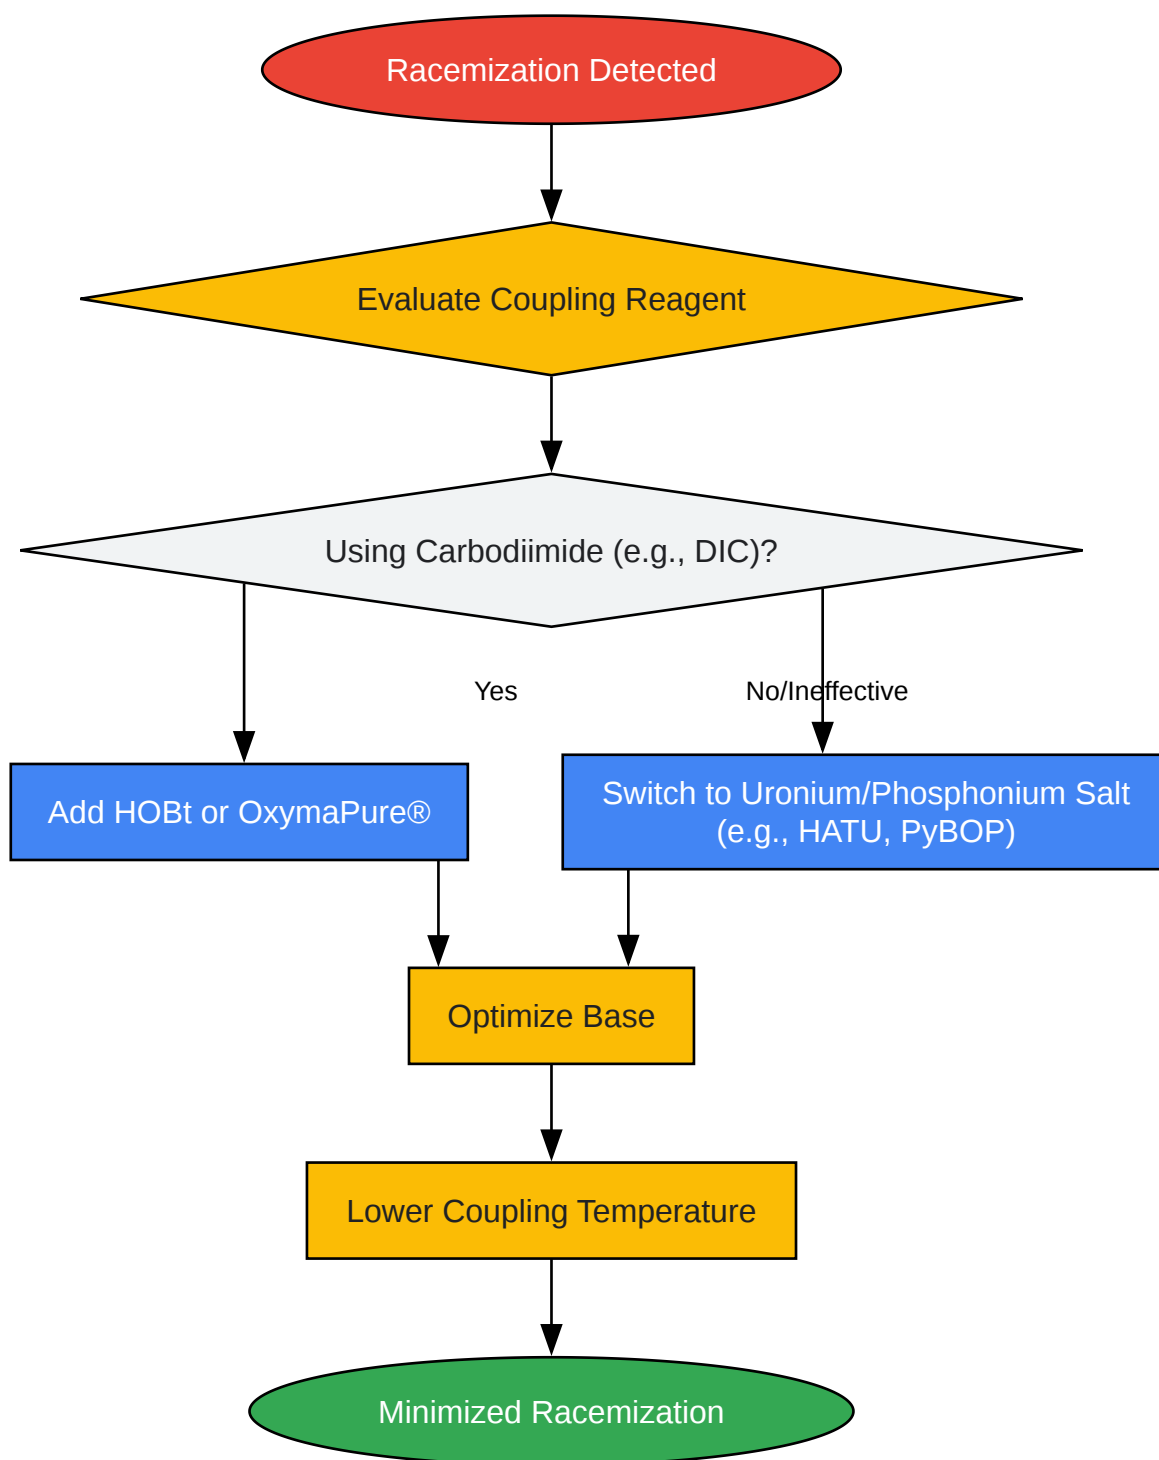 Racemization Detected
Evaluate Coupling Reagent
Using Carbodiimide (e.g., DIC)?
Yes
No/Ineffective
Add HOBt or OxymaPure®
Switch to Uronium/Phosphonium Salt
(e.g., HATU, PyBOP)
Optimize Base
Lower Coupling Temperature
Minimized Racemization